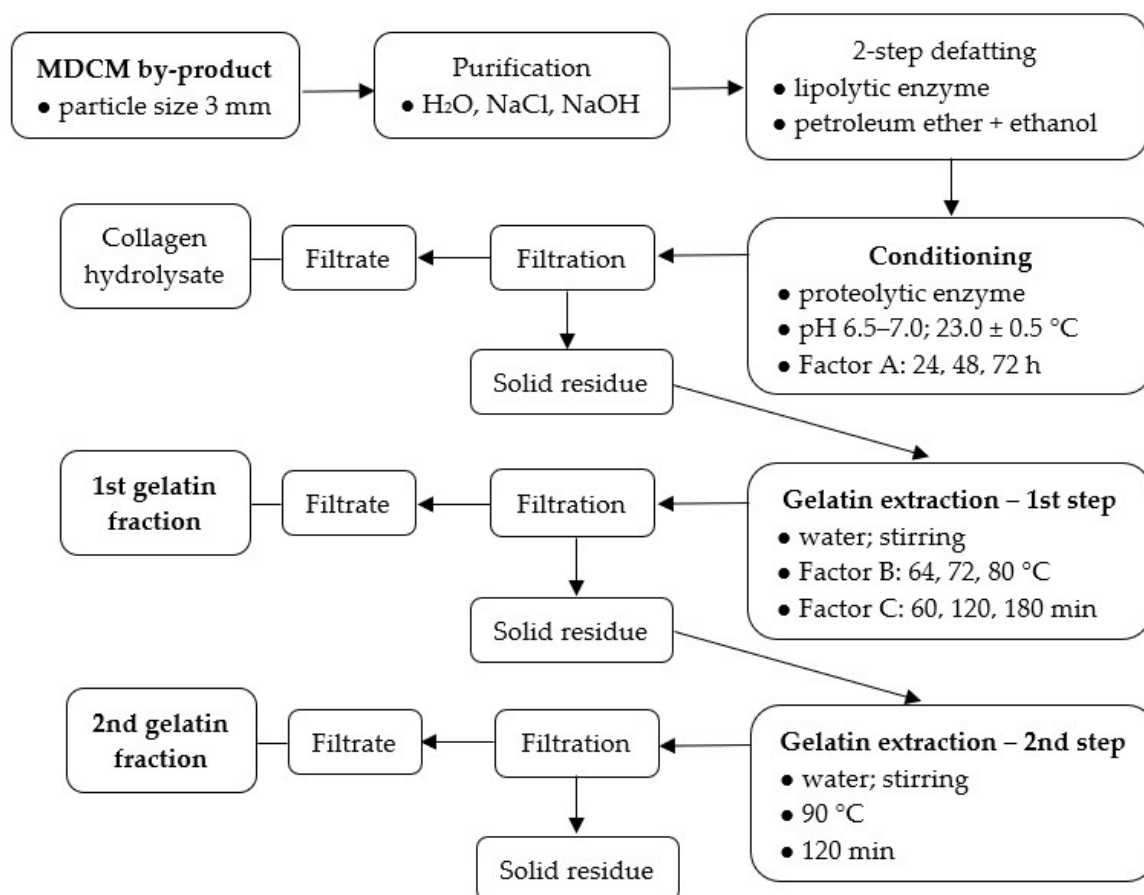 MDCM by-product
● particle size 3 mm
Purification
● H₂O, NaCl, NaOH
2-step defatting
● lipolytic enzyme
● petroleum ether + ethanol
Collagen
hydrolysate
Filtrate
Filtration
Conditioning
● proteolytic enzyme
● pH 6.5–7.0; 23.0 ± 0.5 °C
● Factor A: 24, 48, 72 h
Solid residue
1st gelatin
fraction
Filtrate
Filtration
Gelatin extraction – 1st step
● water; stirring
● Factor B: 64, 72, 80 °C
● Factor C: 60, 120, 180 min
Solid residue
2nd gelatin
fraction
Filtrate
Filtration
Gelatin extraction – 2nd step
● water; stirring
● 90 °C
● 120 min
Solid residue